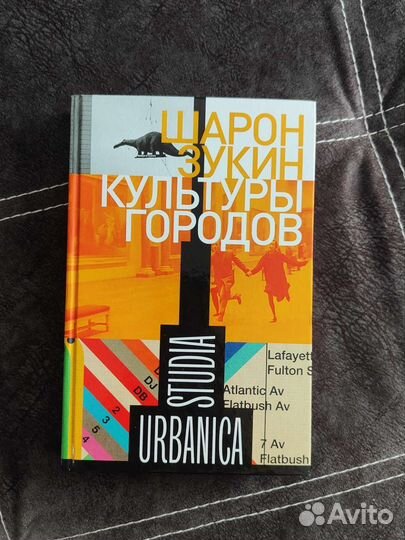 ШАРОН
ЗУКИН
КУЛЬТУРЫ
ГОРОДОВ
STUDIA
URBANICA
Lafayett
Fulton S
Atlantic Av
Flatbush Av
7 Av
Flatbush
D
DJ
DB
2
3
5
4
Avito